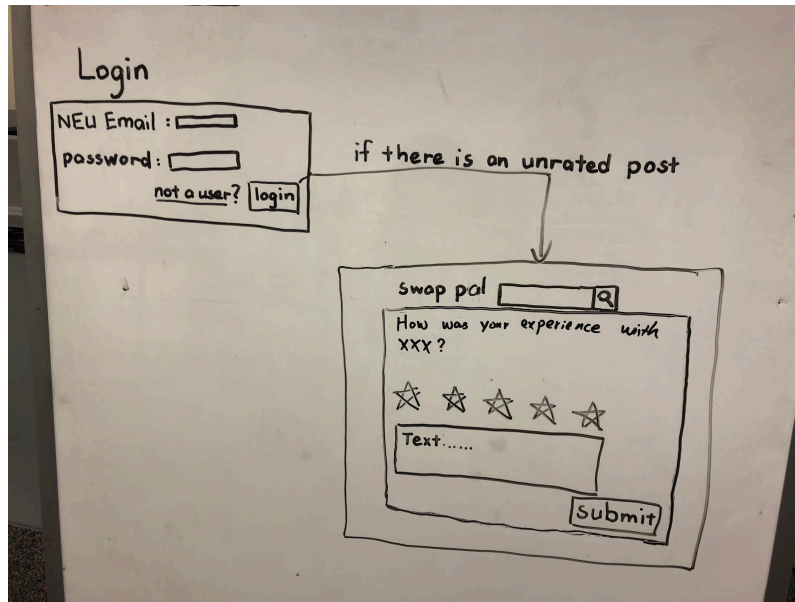 Login
NEU Email :
password :
not a user? login
if there is an unrated post
swap pal
How was your experience with
XXX ?
Text......
submit